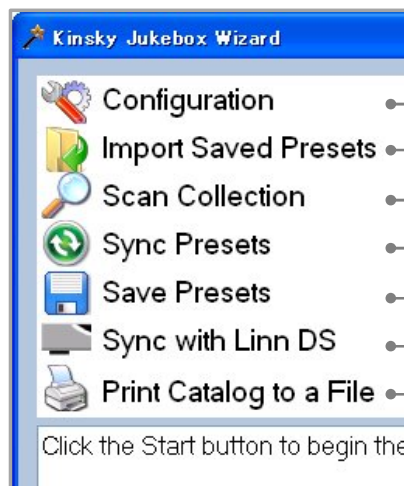 Kinsky Jukebox Wizard
Configuration
Import Saved Presets
Scan Collection
Sync Presets
Save Presets
Sync with Linn DS
Print Catalog to a File
Click the Start button to begin the